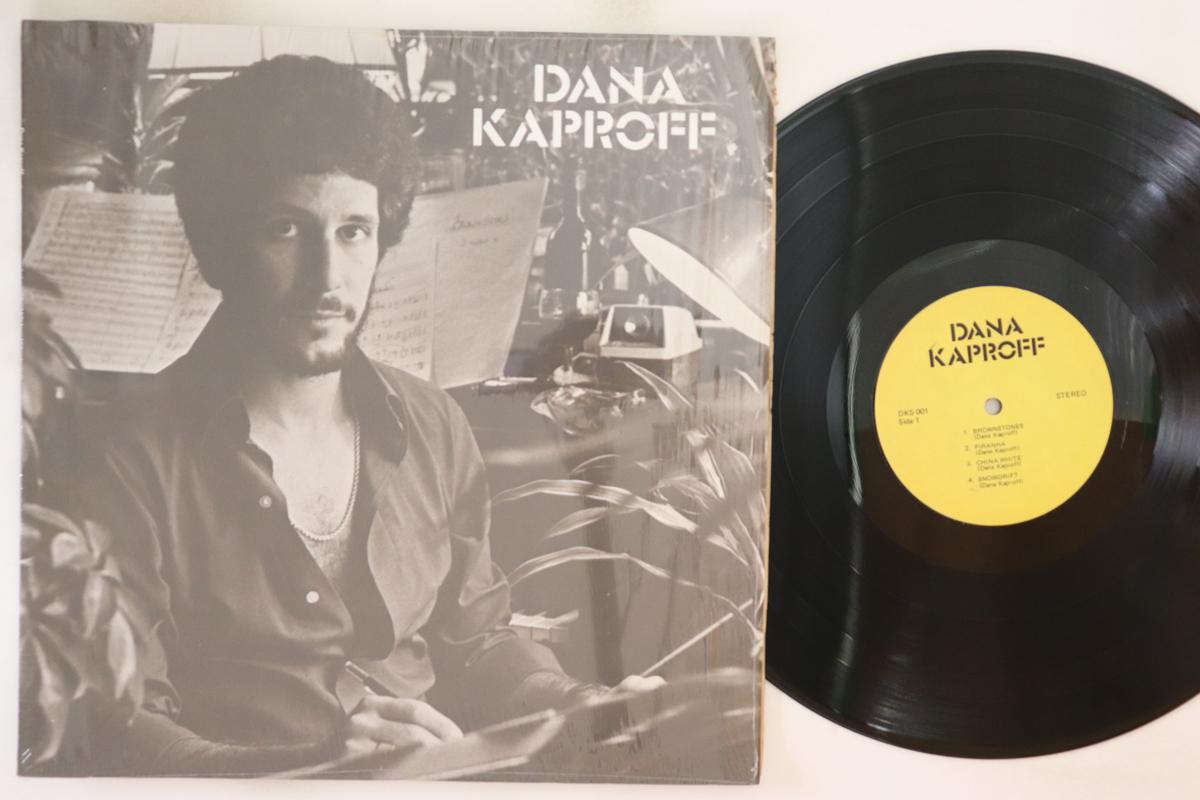 DANA
KAPROFF
DANA
KAPROFF
DKS 001
Side 1
STEREO
1. BROWNSTONES
(Dana Kaproff)
2. PIRANHA
(Dana Kaproff)
3. CHINA WHITE
(Dana Kaproff)
4. SNOWDRIFT
(Dana Kaproff)